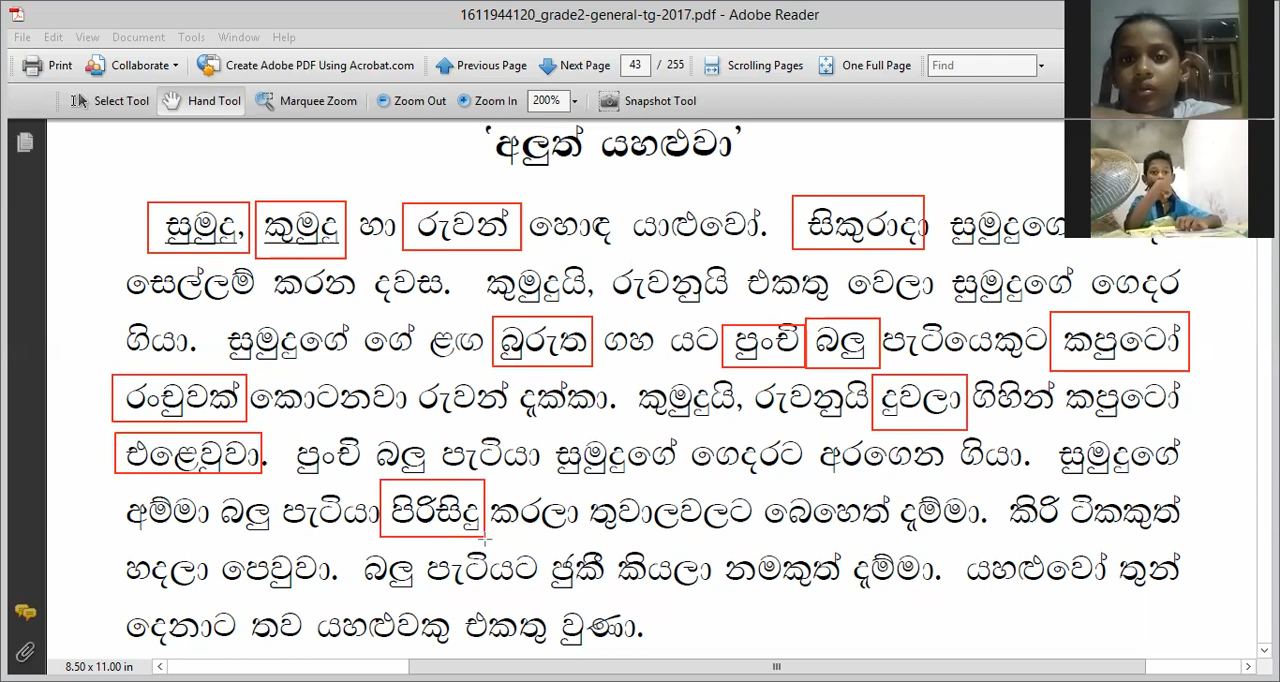 1611944120_grade2-general-tg-2017.pdf - Adobe Reader
File Edit View Document Tools Window Help
Print Collaborate Create Adobe PDF Using Acrobat.com Previous Page Next Page 43 / 255 Scrolling Pages One Full Page Find
Select Tool Hand Tool Marquee Zoom Zoom Out Zoom In 200% Snapshot Tool
‘අලුත් යහළුවා’
සුමුදු, කුමුදු හා රුවන් හොඳ යාළුවෝ. සිකුරාදා සුමුදුගෙ
සෙල්ලම් කරන දවස. කුමුදුයි, රුවනුයි එකතු වෙලා සුමුදුගේ ගෙදර
ගියා. සුමුදුගේ ගේ ළඟ බුරුත ගහ යට පුංචි බලු පැටියෙකුට කපුටෝ
රංචුවක් කොටනවා රුවන් දැක්කා. කුමුදුයි, රුවනුයි දුවලා ගිහින් කපුටෝ
එළෙවුවා. පුංචි බලු පැටියා සුමුදුගේ ගෙදරට අරගෙන ගියා. සුමුදුගේ
අම්මා බලු පැටියා පිරිසිදු කරලා තුවාලවලට බෙහෙත් දැම්මා. කිරි ටිකකුත්
හදලා පෙවුවා. බලු පැටියට ජුකී කියලා නමකුත් දැම්මා. යහළුවෝ තුන්
දෙනාට තව යහළුවකු එකතු වුණා.
8.50 x 11.00 in